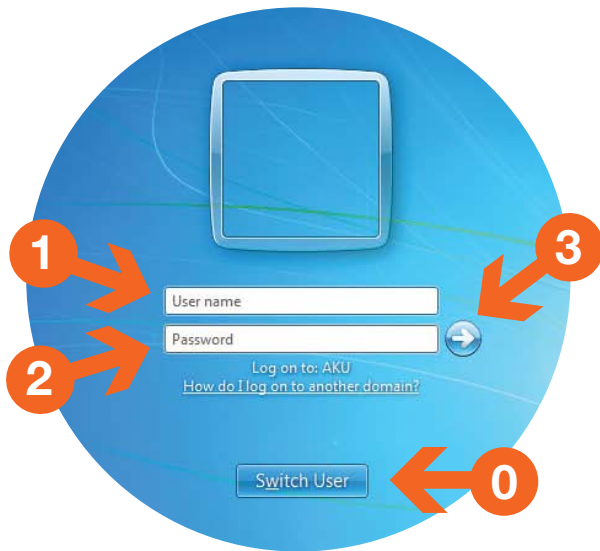 1
3
User name
Password
2
Log on to: AKU
How do I log on to another domain?
Switch User
0